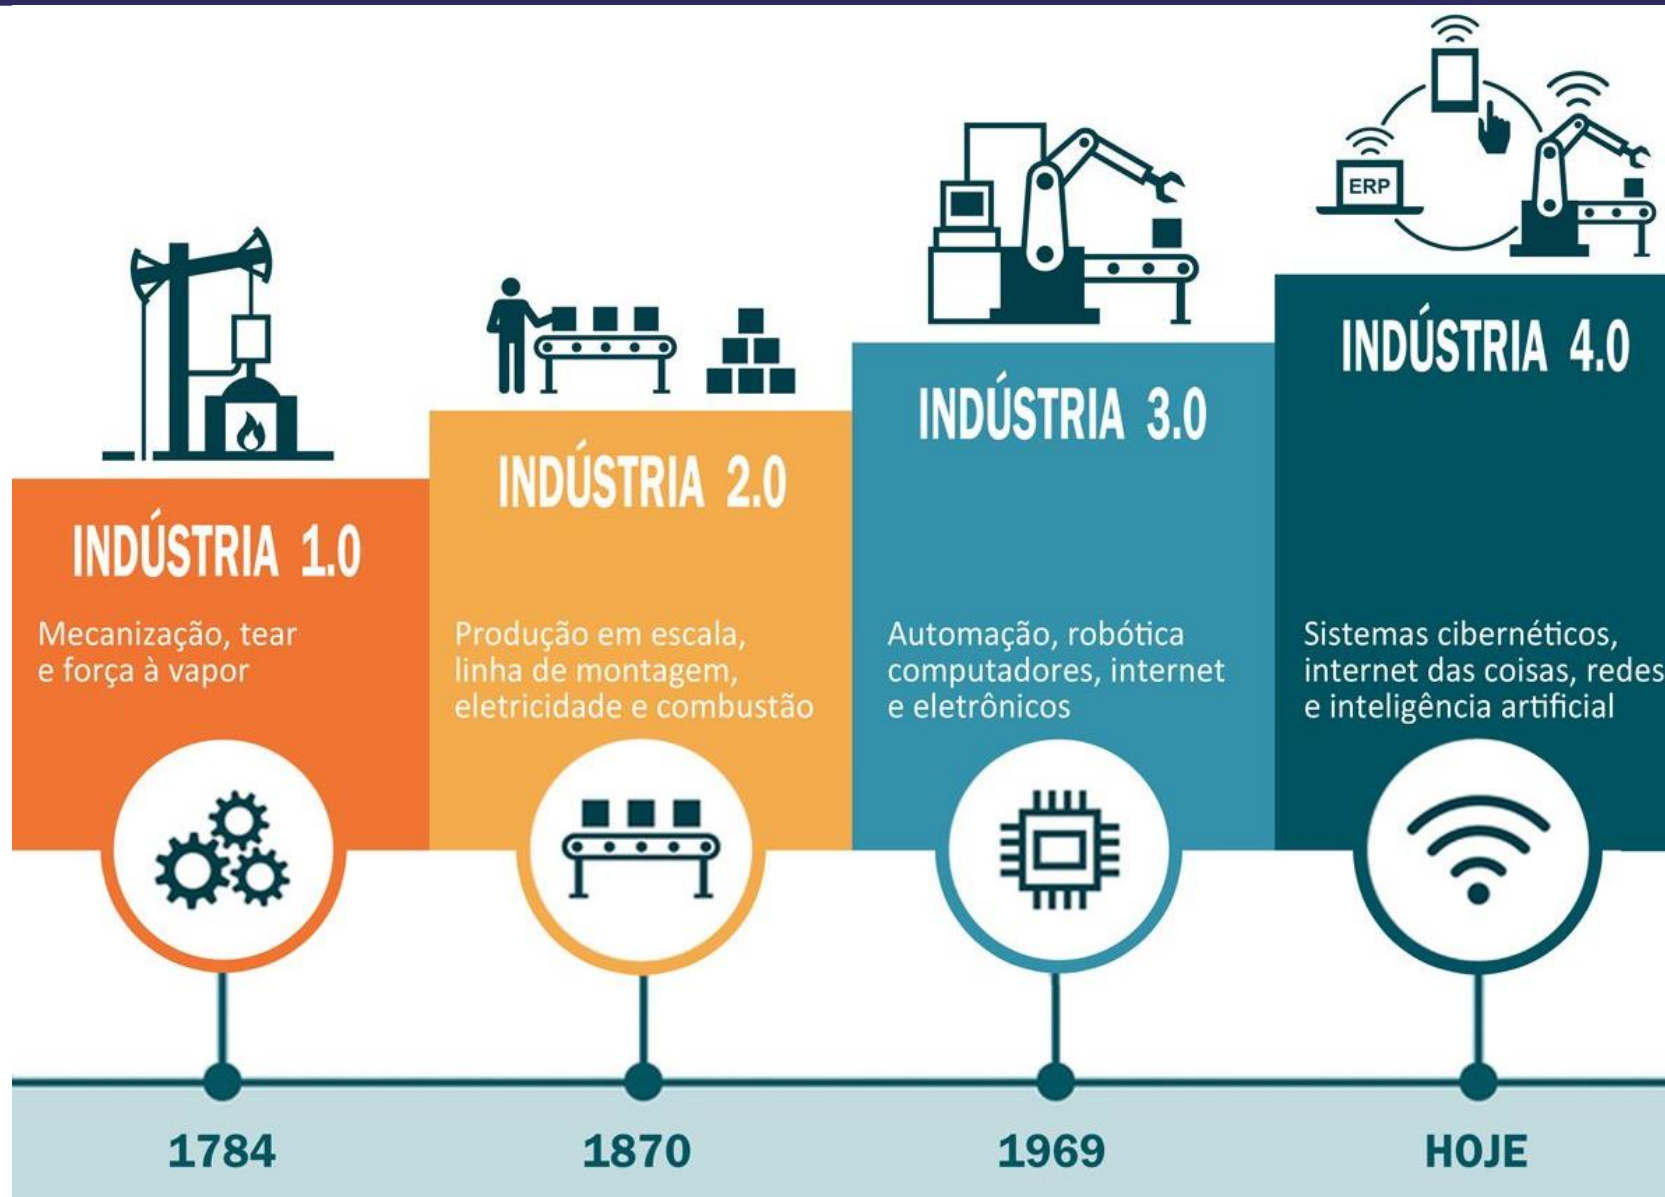 ERP
INDÚSTRIA 1.0
Mecanização, tear
e força à vapor
1784
INDÚSTRIA 2.0
Produção em escala,
linha de montagem,
eletricidade e combustão
1870
INDÚSTRIA 3.0
Automação, robótica
computadores, internet
e eletrônicos
1969
INDÚSTRIA 4.0
Sistemas cibernéticos,
internet das coisas, redes
e inteligência artificial
HOJE